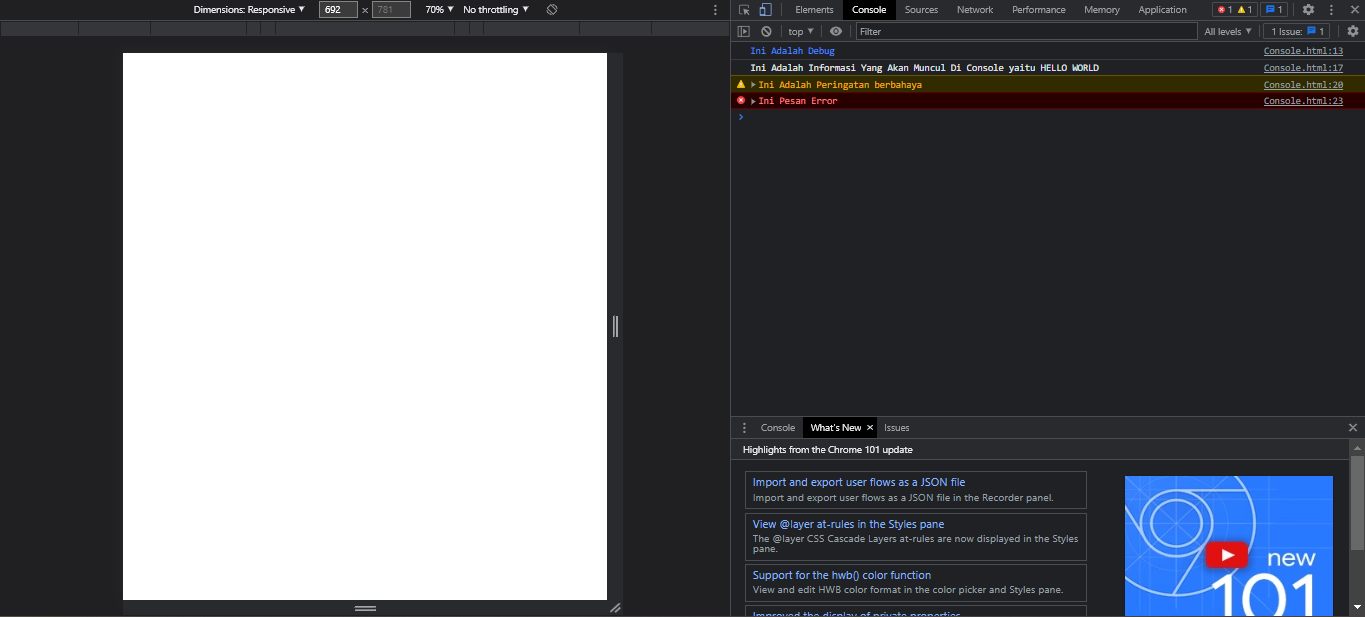 Dimensions: Responsive ▼ 692 × 781 70% ▼ No throttling ▼
Elements Console Sources Network Performance Memory Application 1 1 1
top ▼ Filter All levels ▼ 1 Issue: 1
Ini Adalah Debug Console.html:13
Ini Adalah Informasi Yang Akan Muncul Di Console yaitu HELLO WORLD Console.html:17
Ini Adalah Peringatan berbahaya Console.html:20
Ini Pesan Error Console.html:23
Console What's New × Issues
Highlights from the Chrome 101 update
Import and export user flows as a JSON file
Import and export user flows as a JSON file in the Recorder panel.
View @layer at-rules in the Styles pane
The @layer CSS Cascade Layers at-rules are now displayed in the Styles
pane.
Support for the hwb() color function
View and edit HWB color format in the color picker and Styles pane.
Improved the display of private properties
new
101